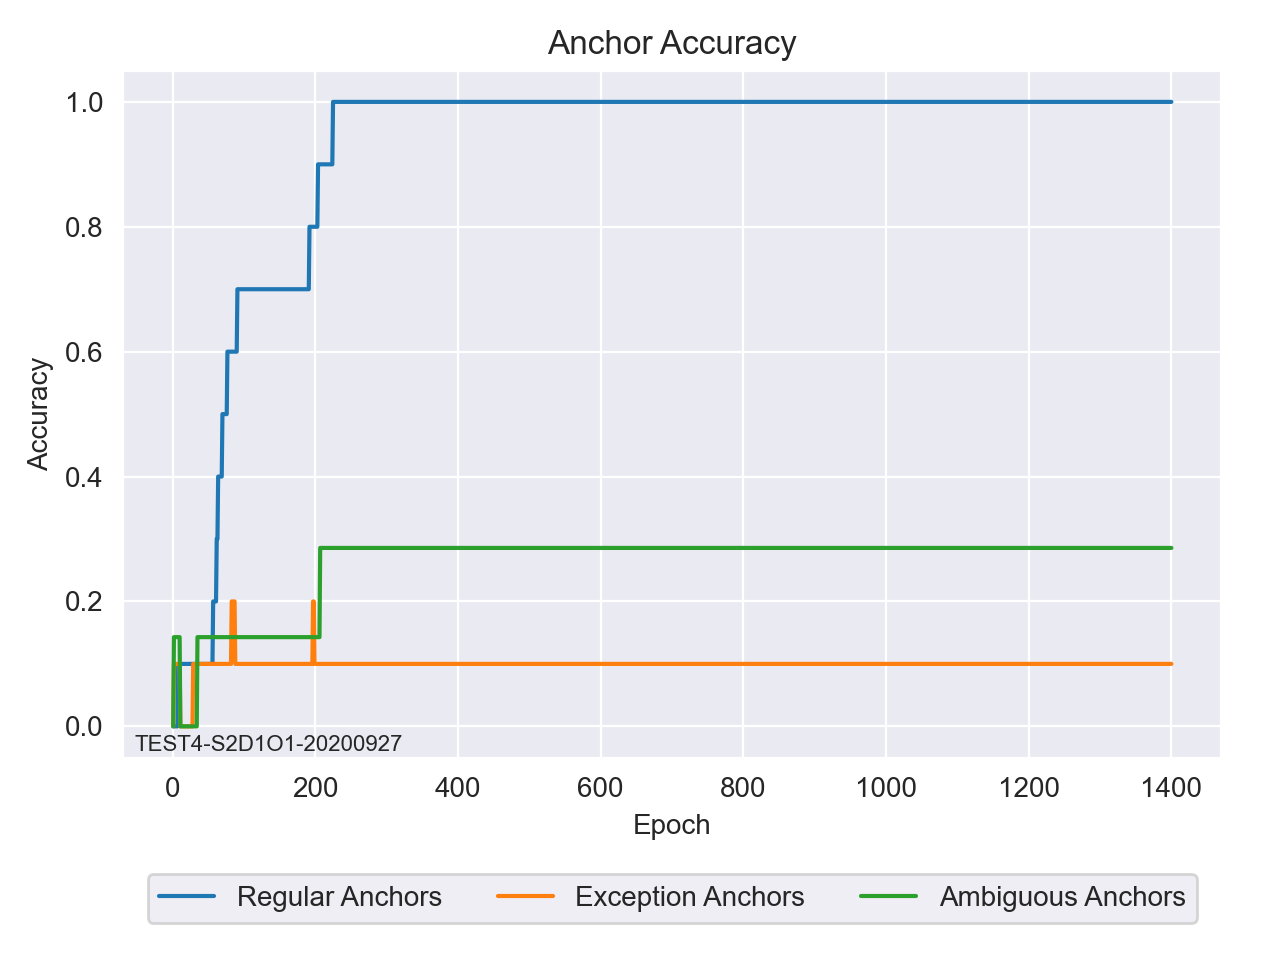 Anchor Accuracy
1.0
0.8
0.6
0.4
0.2
0.0
Accuracy
TEST4-S2D1O1-20200927
0 200 400 600 800 1000 1200 1400
Epoch
Regular Anchors Exception Anchors Ambiguous Anchors